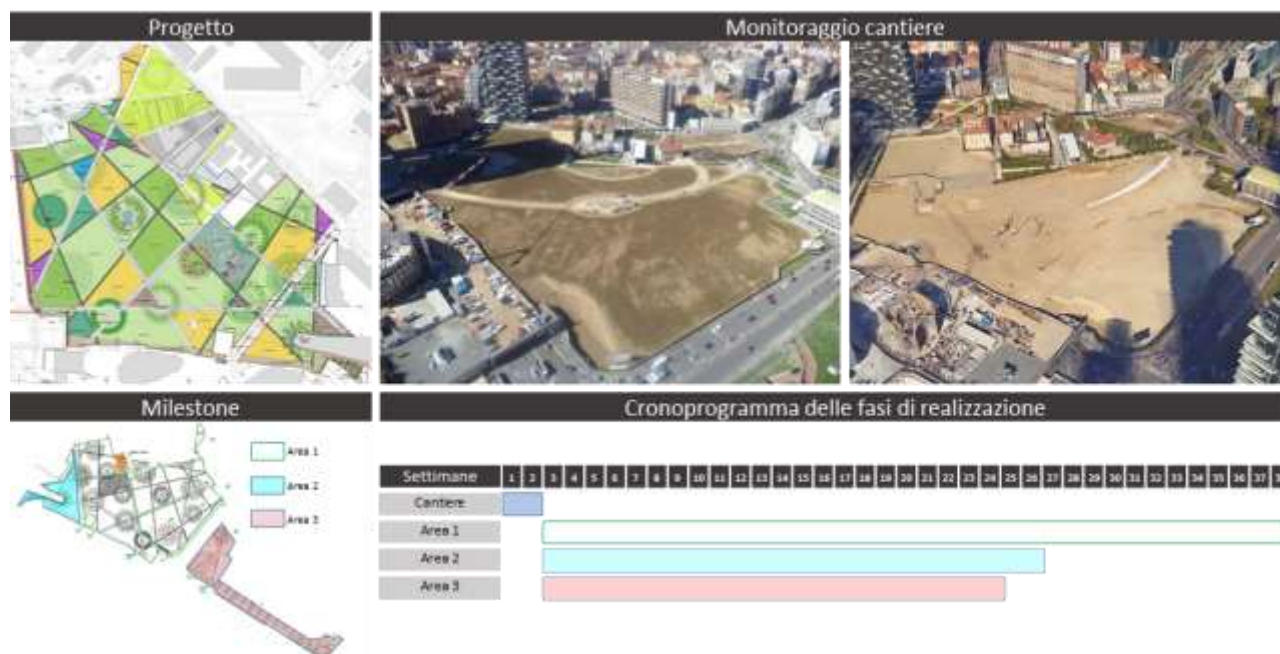 Progetto
Monitoraggio cantiere
Milestone
Area 1
Area 2
Area 3
Cronoprogramma delle fasi di realizzazione
Settimane 1 2 3 4 5 6 7 8 9 10 11 12 13 14 15 16 17 18 19 20 21 22 23 24 25 26 27 28 29 30 31 32 33 34 35 36 37
Cantiere
Area 1
Area 2
Area 3